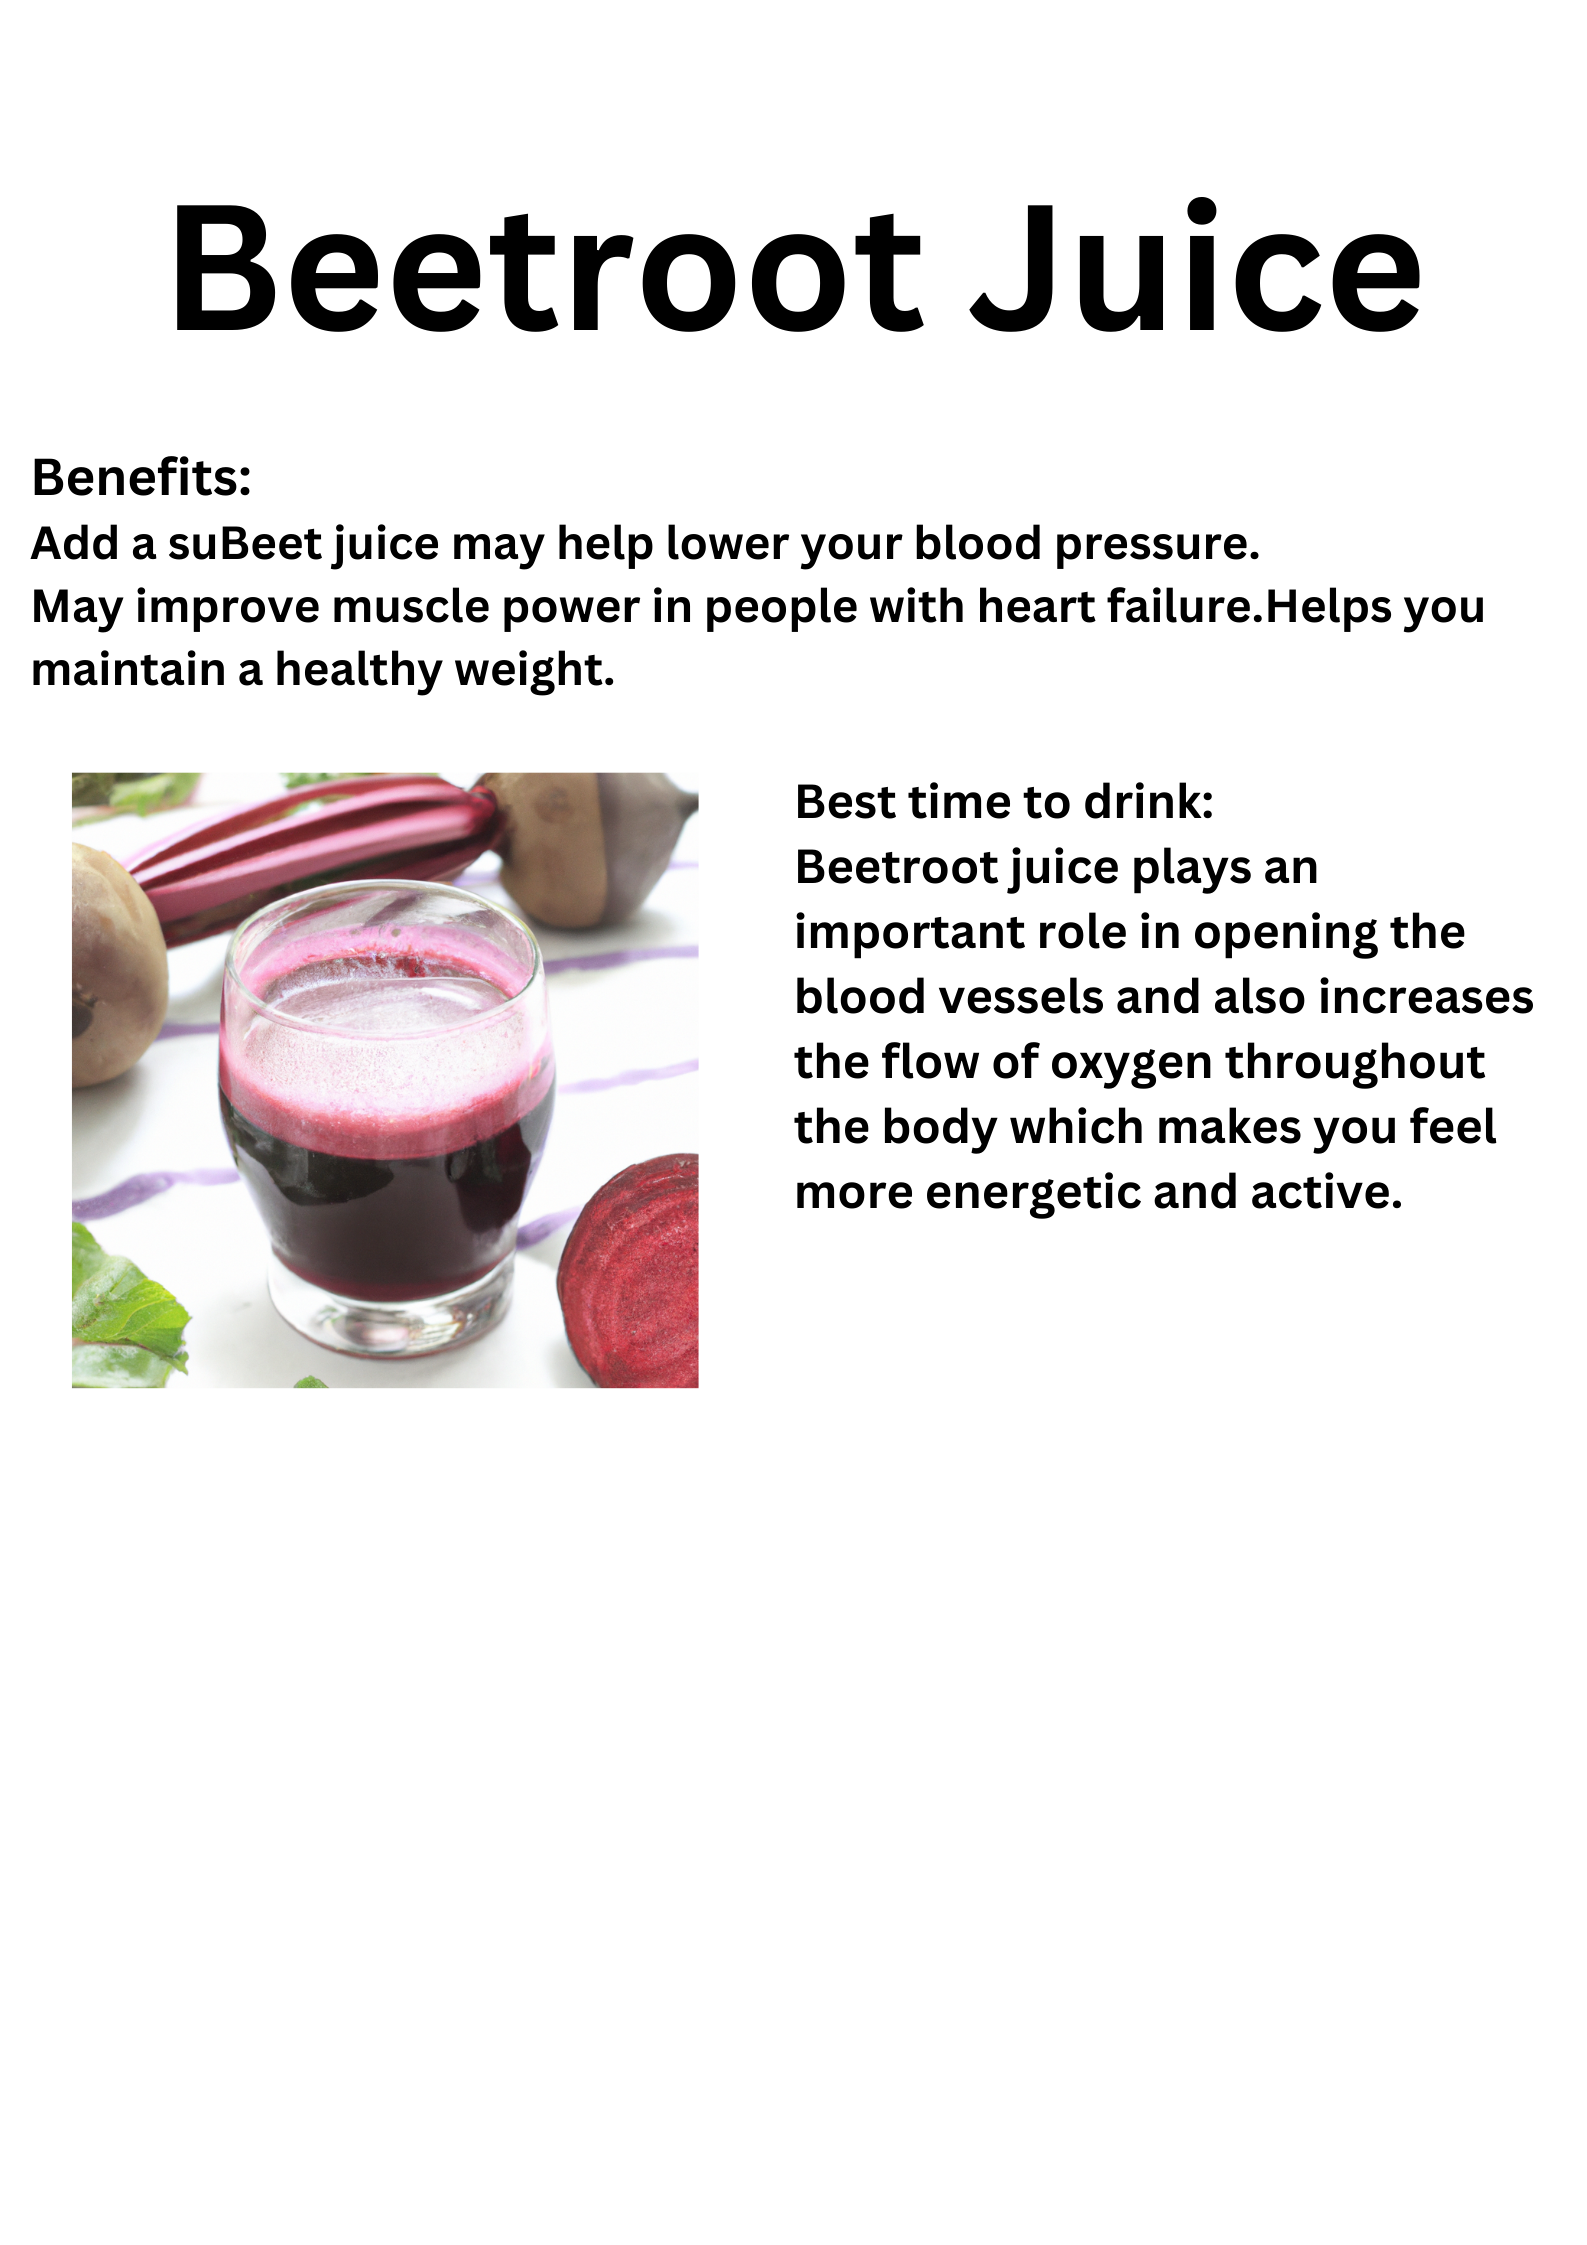 Beetroot Juice
Benefits:
Add a suBeet juice may help lower your blood pressure.
May improve muscle power in people with heart failure.Helps you
maintain a healthy weight.
Best time to drink:
Beetroot juice plays an
important role in opening the
blood vessels and also increases
the flow of oxygen throughout
the body which makes you feel
more energetic and active.